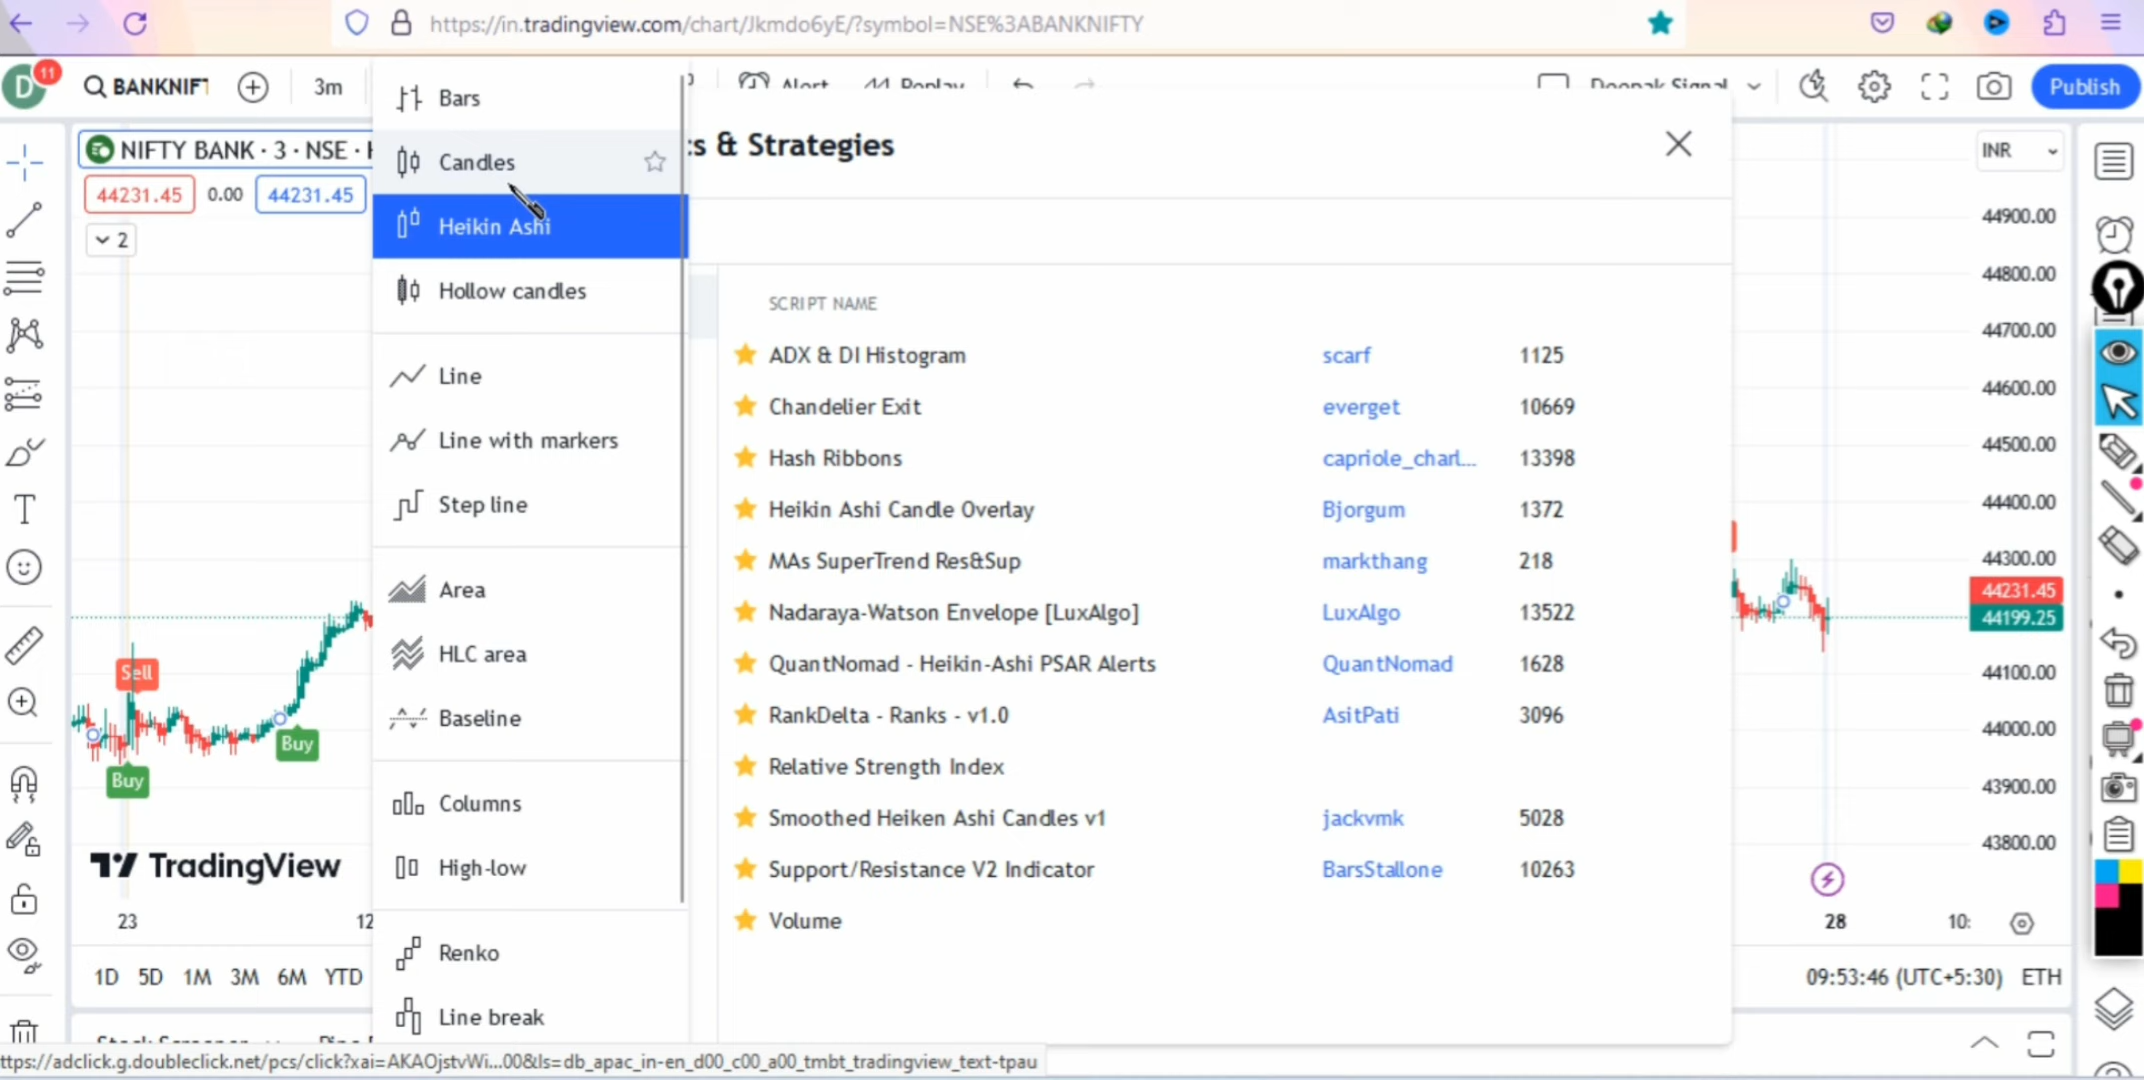 https://in.tradingview.com/chart/Jkmdo6yE/?symbol=NSE%3ABANKNIFTY
D
11
BANKNIF
3m
Alert
Replay
Deepak Signal
Publish
NIFTY BANK · 3 · NSE ·
44231.45 0.00 44231.45
2
Bars
Candles
Heikin Ashi
Hollow candles
Line
Line with markers
Step line
Area
HLC area
Baseline
Columns
High-low
Renko
Line break
& Strategies
SCRIPT NAME
ADX & DI Histogram scarf 1125
Chandelier Exit everget 10669
Hash Ribbons capriole_charl... 13398
Heikin Ashi Candle Overlay Bjorgum 1372
MAs SuperTrend Res&Sup markthang 218
Nadaraya-Watson Envelope [LuxAlgo] LuxAlgo 13522
QuantNomad - Heikin-Ashi PSAR Alerts QuantNomad 1628
RankDelta - Ranks - v1.0 AsitPati 3096
Relative Strength Index
Smoothed Heiken Ashi Candles v1 jackvmk 5028
Support/Resistance V2 Indicator BarsStallone 10263
Volume
INR
44900.00
44800.00
44700.00
44600.00
44500.00
44400.00
44300.00
44231.45
44199.25
44100.00
44000.00
43900.00
43800.00
Sell
Buy
Buy
TradingView
23
12
28
10:
1D 5D 1M 3M 6M YTD
09:53:46 (UTC+5:30) ETH
Stock Screener
ttps://adclick.g.doubleclick.net/pcs/click?xai=AKAOjstvWi...00&ls=db_apac_in-en_d00_c00_a00_tmbt_tradingview_text-tpau